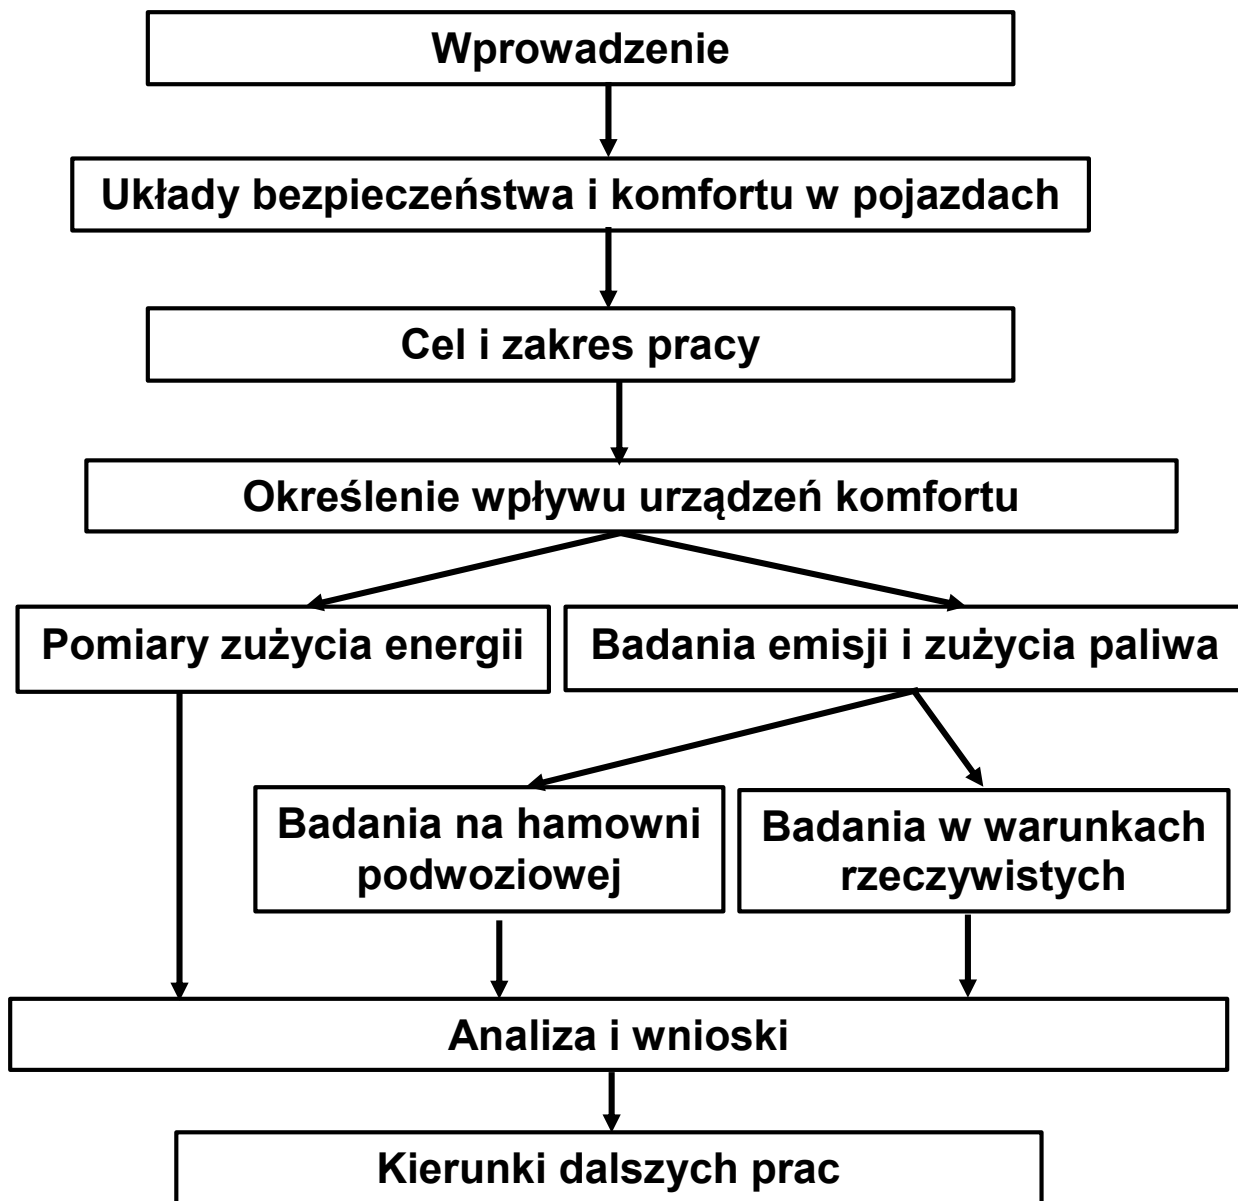 Wprowadzenie
Układy bezpieczeństwa i komfortu w pojazdach
Cel i zakres pracy
Określenie wpływu urządzeń komfortu
Pomiary zużycia energii
Badania emisji i zużycia paliwa
Badania na hamowni
podwoziowej
Badania w warunkach
rzeczywistych
Analiza i wnioski
Kierunki dalszych prac